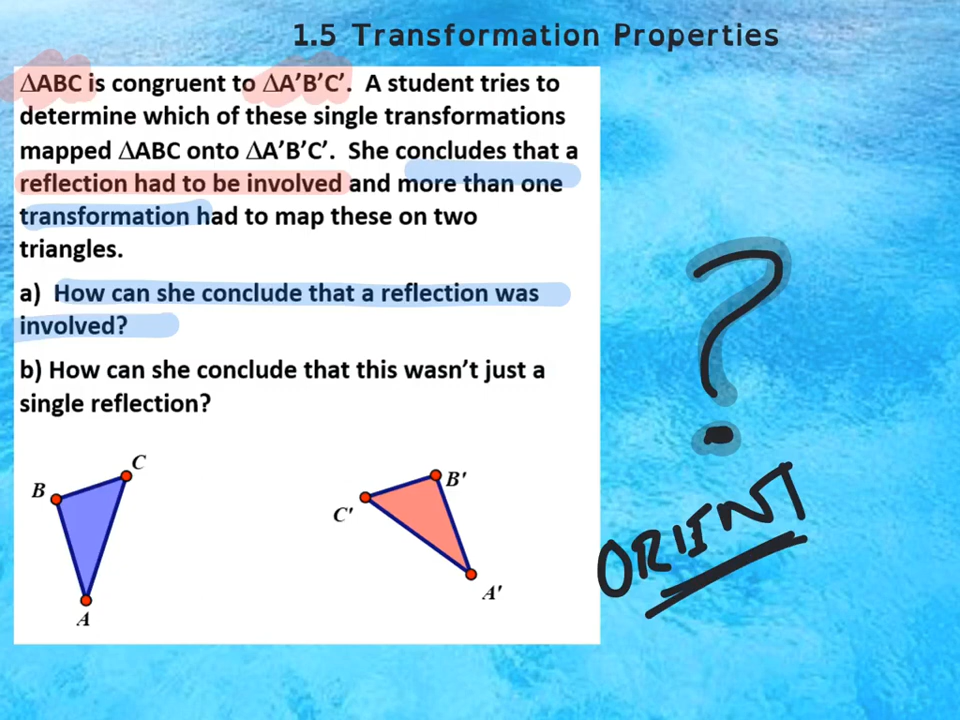 1.5 Transformation Properties
∆ABC is congruent to ∆A’B’C’. A student tries to
determine which of these single transformations
mapped ∆ABC onto ∆A’B’C’. She concludes that a
reflection had to be involved and more than one
transformation had to map these on two
triangles.
a) How can she conclude that a reflection was
involved?
b) How can she conclude that this wasn’t just a
single reflection?
?
ORIENT
C
B
A
B'
C'
A'